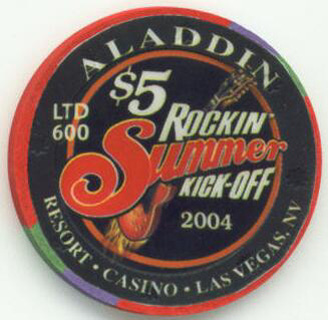 ALADDIN
$5
LTD
600
ROCKIN'
Summer
KICK-OFF
2004
RESORT • CASINO • LAS VEGAS, NV